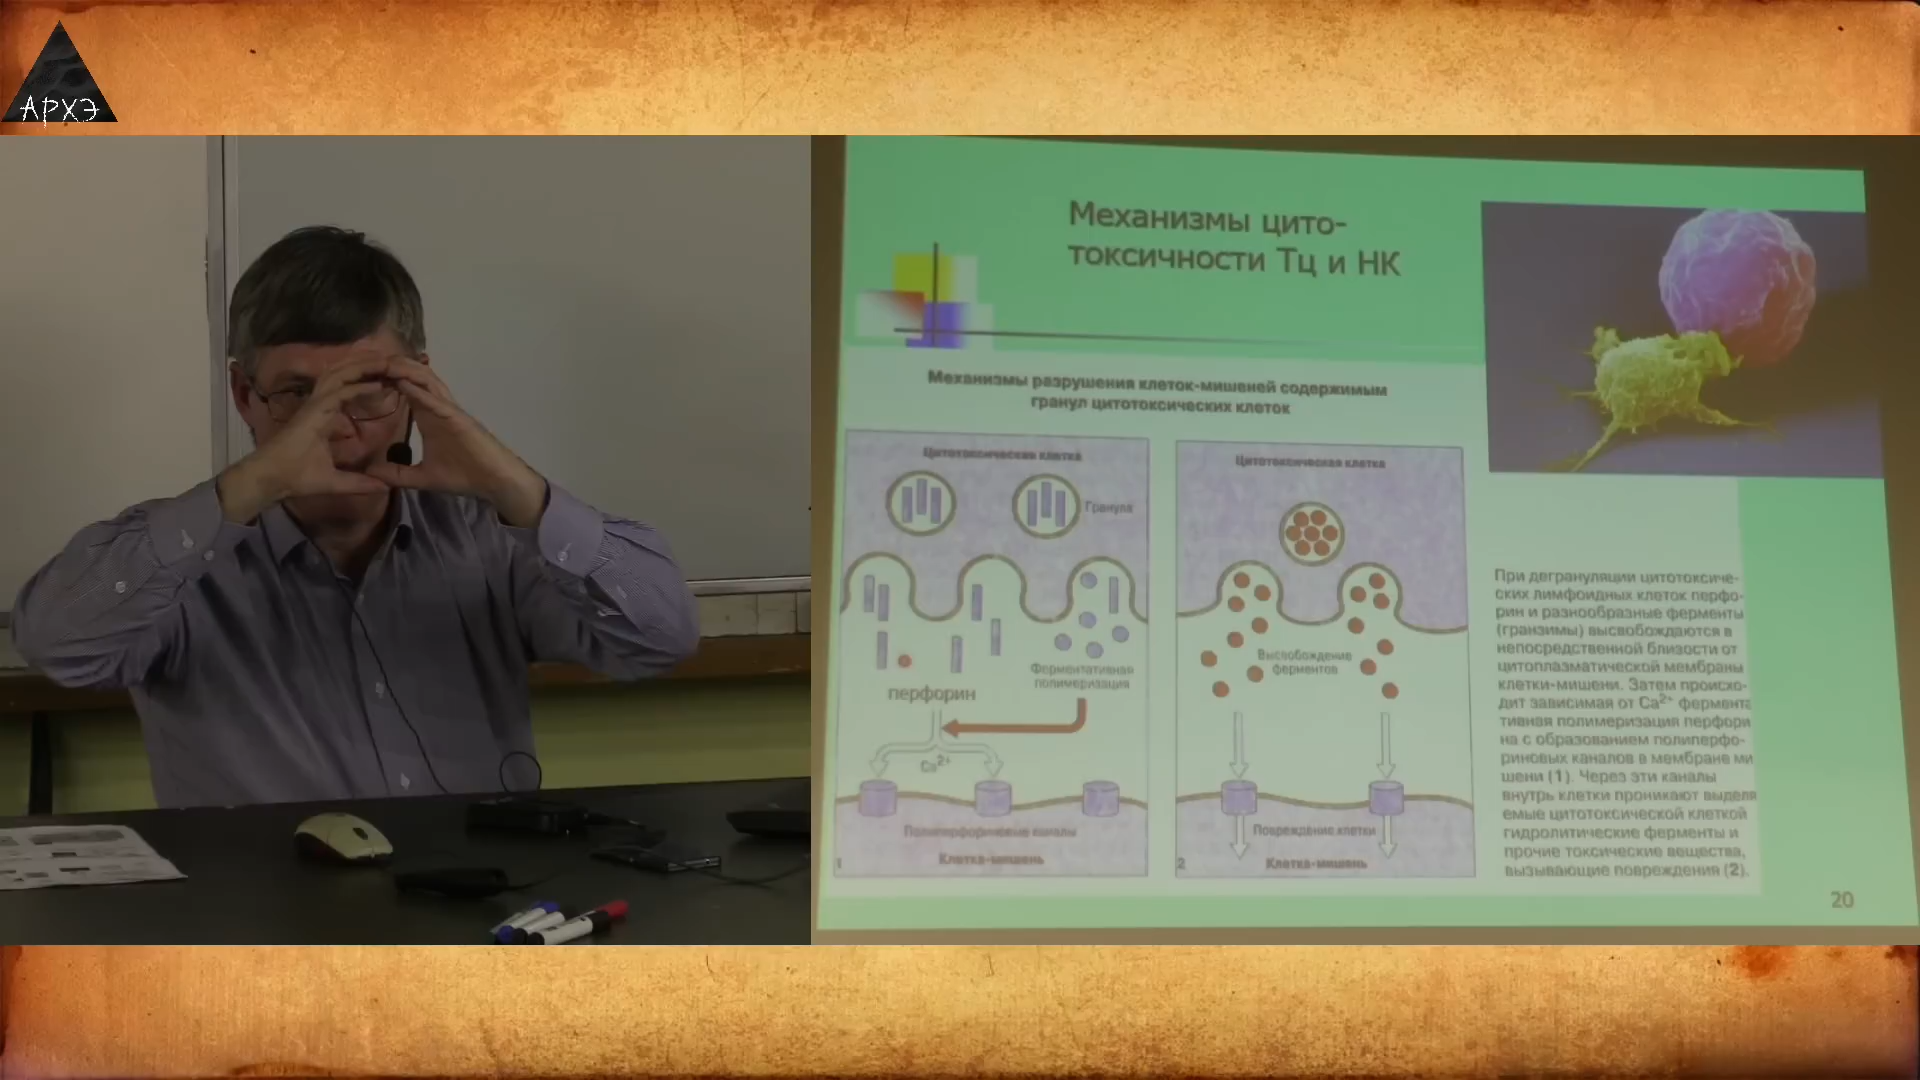 АРХЭ
Механизмы цито-
токсичности Тц и НК
Механизмы разрушения клеток-мишеней содержимым
гранул цитотоксических клеток
Цитотоксическая клетка
Гранула
Ферментативная
полимеризация
перфорин
Ca2+
Полиперфориновые каналы
Клетка-мишень
1
Цитотоксическая клетка
Высвобождение
ферментов
Повреждение клетки
2
Клетка-мишень
При дегрануляции цитотоксиче-
ских лимфоидных клеток перфо-
рин и разнообразные ферменты
(гранзимы) высвобождаются в
непосредственной близости от
цитоплазматической мембраны
клетки-мишени. Затем происхо-
дит зависимая от Ca2+ фермента
тивная полимеризация перфори
на с образованием полиперфо-
риновых каналов в мембране ми
шени (1). Через эти каналы
внутрь клетки проникают выделя
емые цитотоксической клеткой
гидролитические ферменты и
прочие токсические вещества,
вызывающие повреждения (2).
20